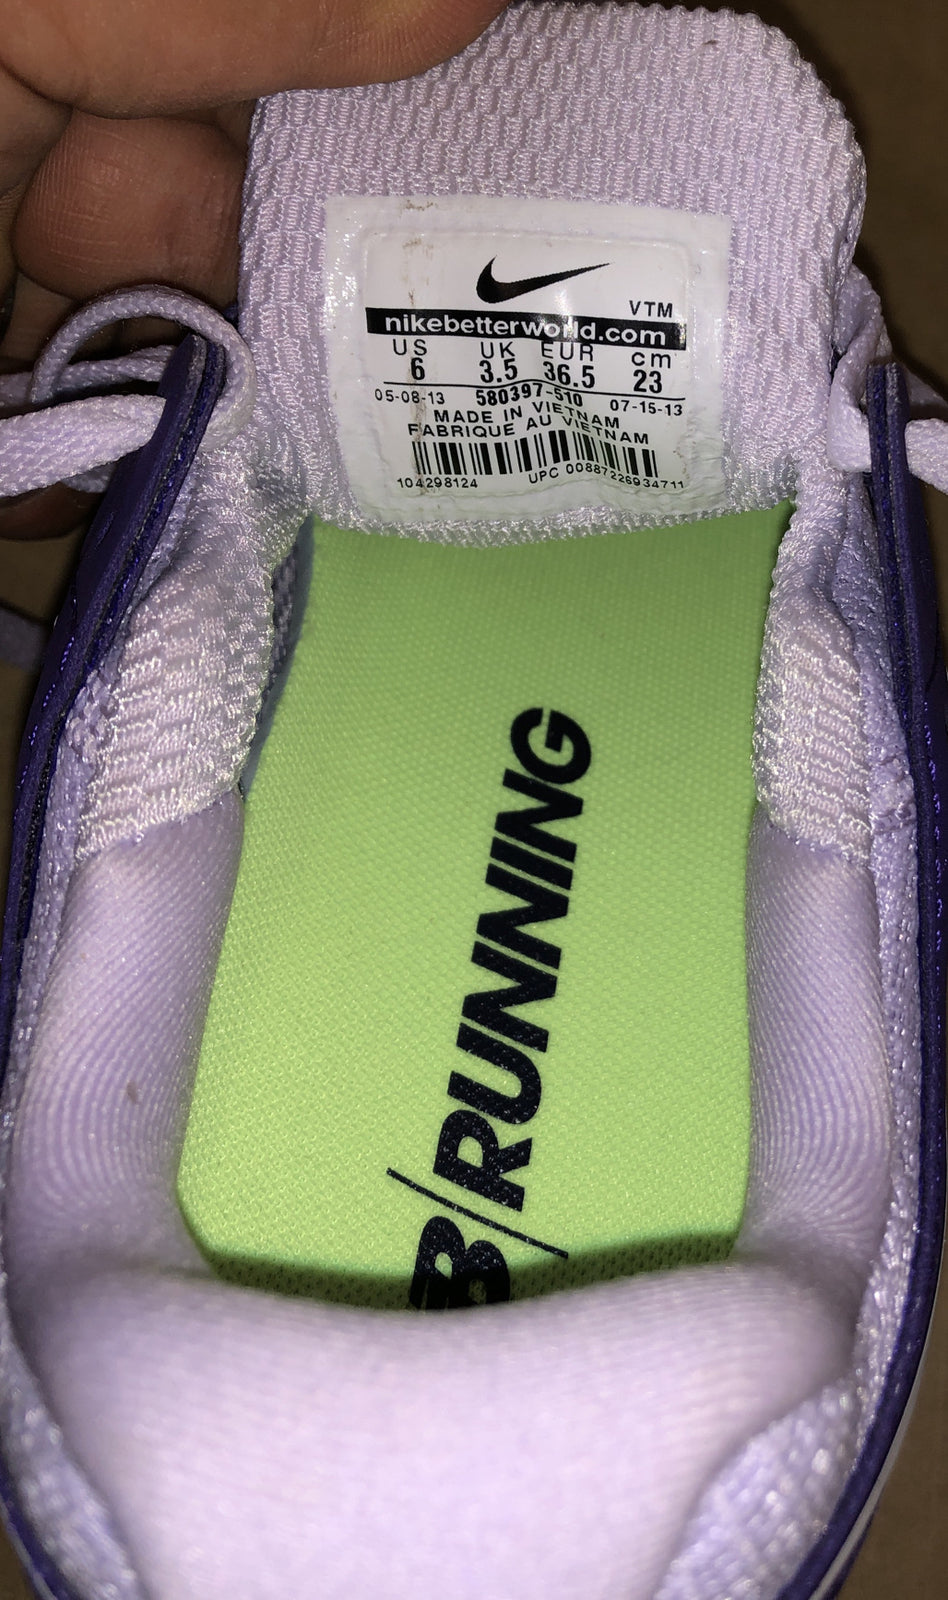 VTM
nikebetterworld.com
US UK EUR cm
6 3.5 36.5 23
05-08-13 580397-510 07-15-13
MADE IN VIETNAM
FABRIQUE AU VIETNAM
104298124 UPC 00887226934711
B/RUNNING